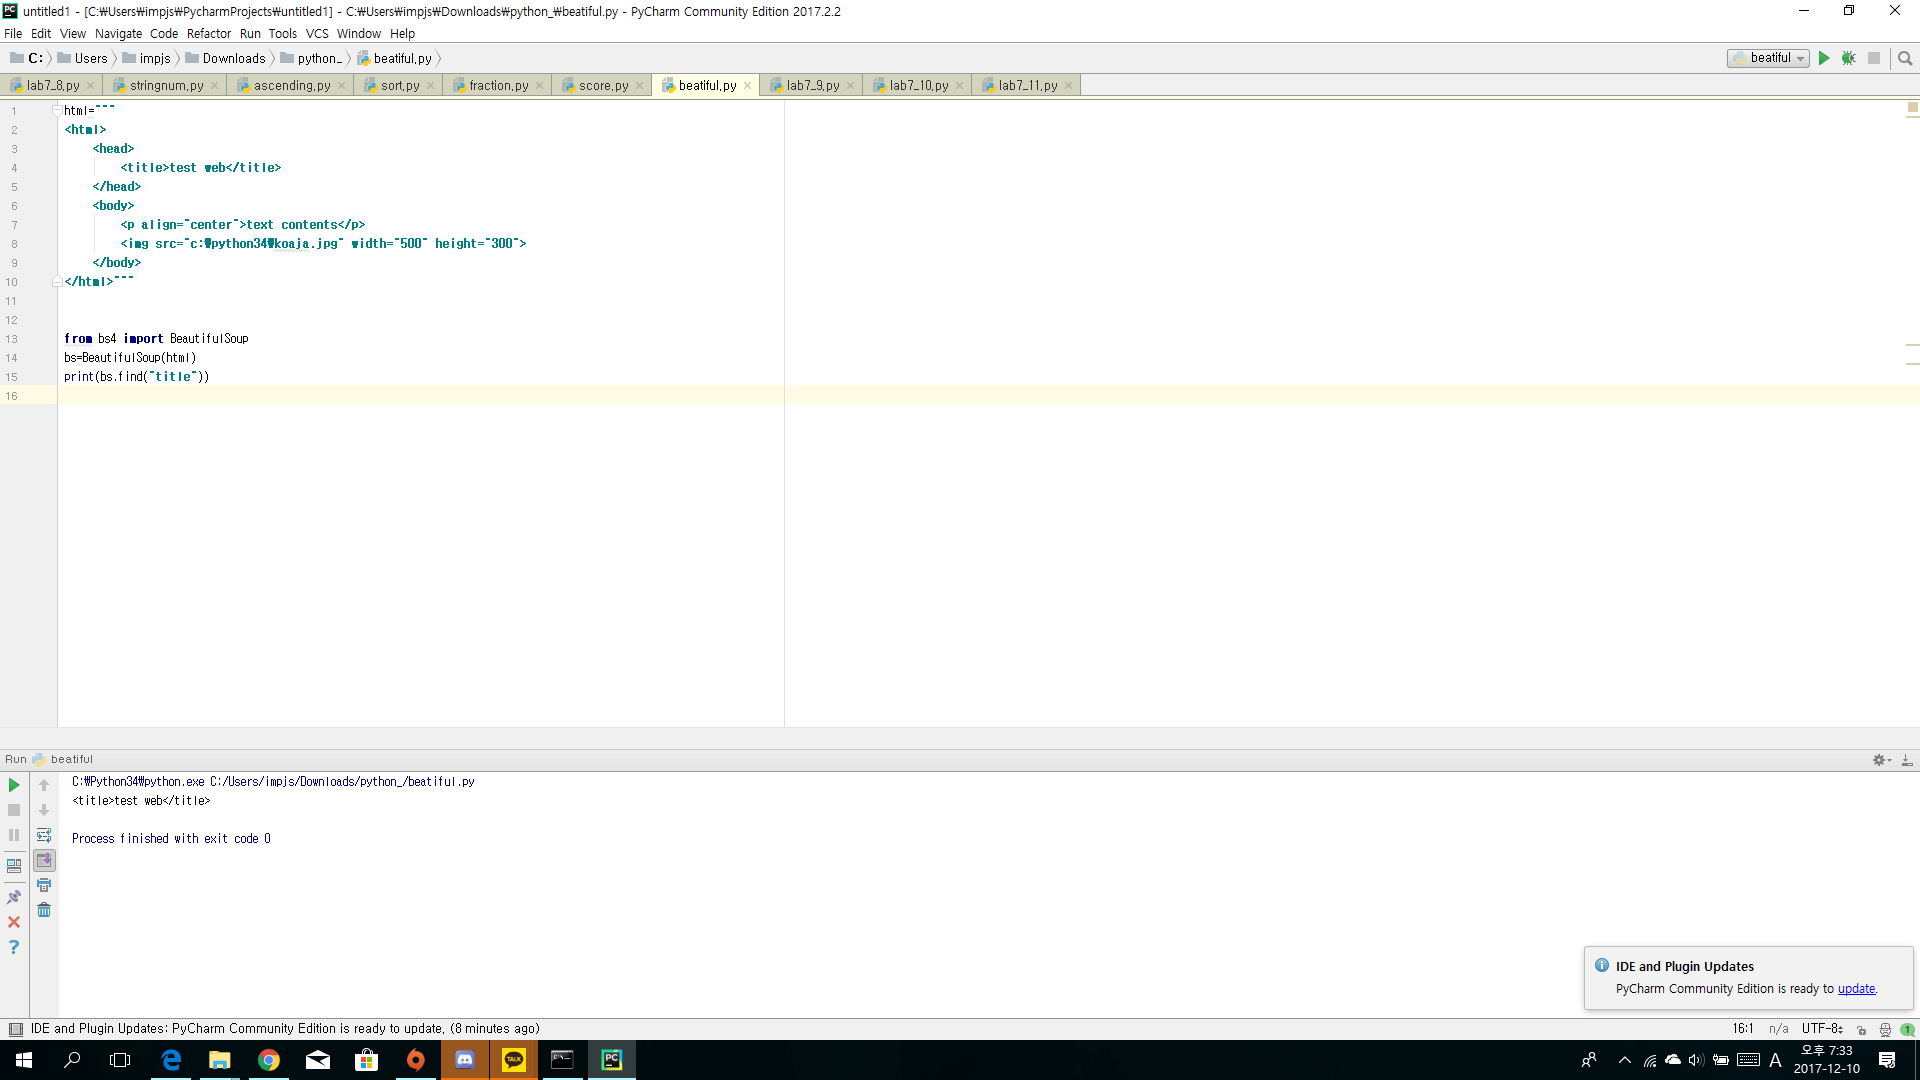 untitled1 - [C:₩Users₩impjs₩PycharmProjects₩untitled1] - C:₩Users₩impjs₩Downloads₩python_₩beatiful.py - PyCharm Community Edition 2017.2.2
File Edit View Navigate Code Refactor Run Tools VCS Window Help
C: Users impjs Downloads python_ beatiful.py beatiful
lab7_8.py stringnum.py ascending.py sort.py fraction.py score.py beatiful.py lab7_9.py lab7_10.py lab7_11.py
1 html="""
2 <html>
3 <head>
4 <title>test web</title>
5 </head>
6 <body>
7 <p align="center">text contents</p>
8 <img src="c:₩python34₩koaja.jpg" width="500" height="300">
9 </body>
10 </html>"""
11
12
13 from bs4 import BeautifulSoup
14 bs=BeautifulSoup(html)
15 print(bs.find("title"))
16
Run beatiful
C:₩Python34₩python.exe C:/Users/impjs/Downloads/python_/beatiful.py
<title>test web</title>
Process finished with exit code 0
IDE and Plugin Updates
PyCharm Community Edition is ready to update.
IDE and Plugin Updates: PyCharm Community Edition is ready to update. (8 minutes ago) 16:1 n/a UTF-8 1
TALK PC A 오후 7:33
2017-12-10